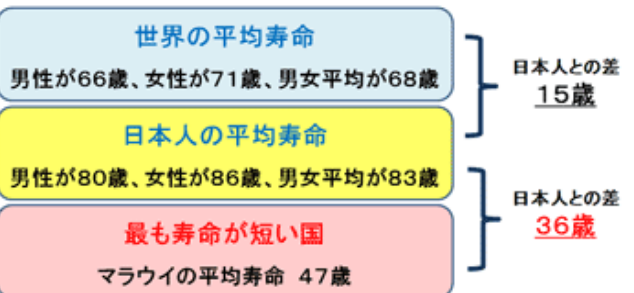 世界の平均寿命
男性が66歳、女性が71歳、男女平均が68歳
日本人との差
15歳
日本人の平均寿命
男性が80歳、女性が86歳、男女平均が83歳
最も寿命が短い国
マラウイの平均寿命 47歳
日本人との差
36歳